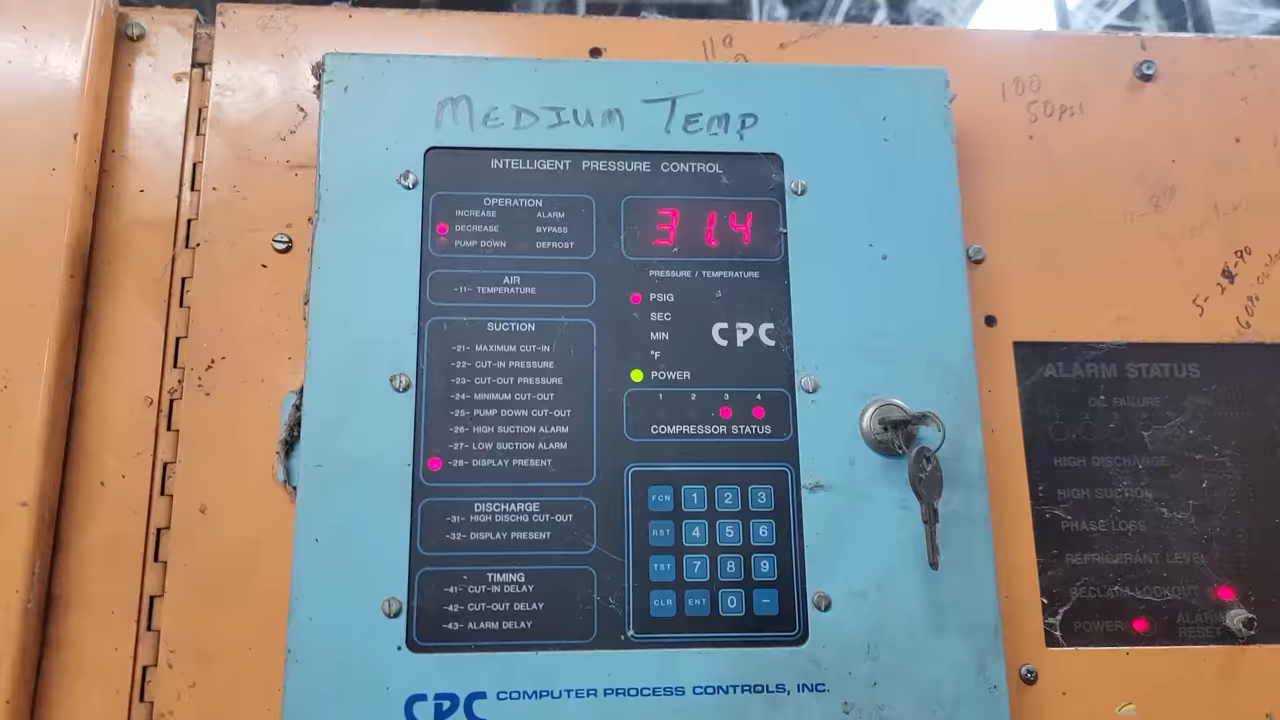 MEDIUM TEMP
INTELLIGENT PRESSURE CONTROL
OPERATION
INCREASE ALARM
DECREASE BYPASS
PUMP DOWN DEFROST
31.4
PRESSURE / TEMPERATURE
AIR
-11- TEMPERATURE
PSIG
SEC
MIN
°F
POWER
CPC
SUCTION
-21- MAXIMUM CUT-IN
-22- CUT-IN PRESSURE
-23- CUT-OUT PRESSURE
-24- MINIMUM CUT-OUT
-25- PUMP DOWN CUT-OUT
-26- HIGH SUCTION ALARM
-27- LOW SUCTION ALARM
-28- DISPLAY PRESENT
1 2 3 4
COMPRESSOR STATUS
DISCHARGE
-31- HIGH DISCHG CUT-OUT
-32- DISPLAY PRESENT
TIMING
-41- CUT-IN DELAY
-42- CUT-OUT DELAY
-43- ALARM DELAY
FCN 1 2 3
RST 4 5 6
TST 7 8 9
CLR ENT 0 -
CPC COMPUTER PROCESS CONTROLS, INC.
100
50psi
ALARM STATUS
OIL FAILURE
HIGH DISCHARGE
HIGH SUCTION
PHASE LOSS
REFRIGERANT LEVEL
RECLAIM LOCKOUT
POWER
ALARM
RESET